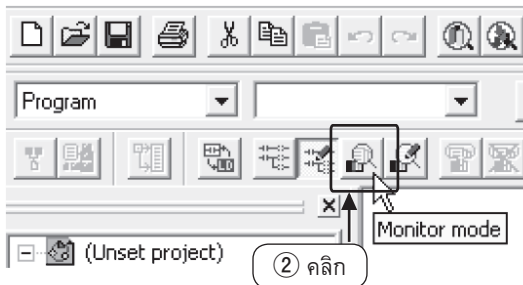 Program
Monitor mode
(Unset project)
② คลิก